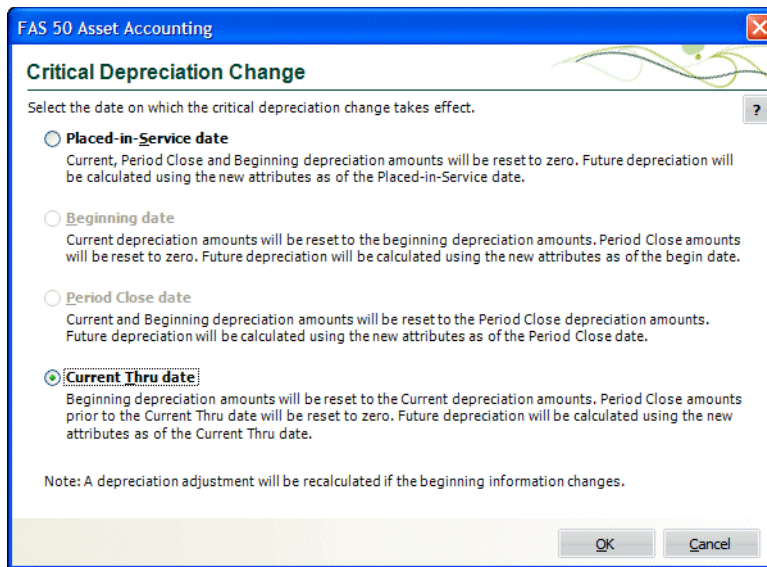 FAS 50 Asset Accounting
Critical Depreciation Change
Select the date on which the critical depreciation change takes effect.
?
Placed-in-Service date
Current, Period Close and Beginning depreciation amounts will be reset to zero. Future depreciation will
be calculated using the new attributes as of the Placed-in-Service date.
Beginning date
Current depreciation amounts will be reset to the beginning depreciation amounts. Period Close amounts
will be reset to zero. Future depreciation will be calculated using the new attributes as of the begin date.
Period Close date
Current and Beginning depreciation amounts will be reset to the Period Close depreciation amounts.
Future depreciation will be calculated using the new attributes as of the Period Close date.
Current Thru date
Beginning depreciation amounts will be reset to the Current depreciation amounts. Period Close amounts
prior to the Current Thru date will be reset to zero. Future depreciation will be calculated using the new
attributes as of the Current Thru date.
Note: A depreciation adjustment will be recalculated if the beginning information changes.
OK Cancel